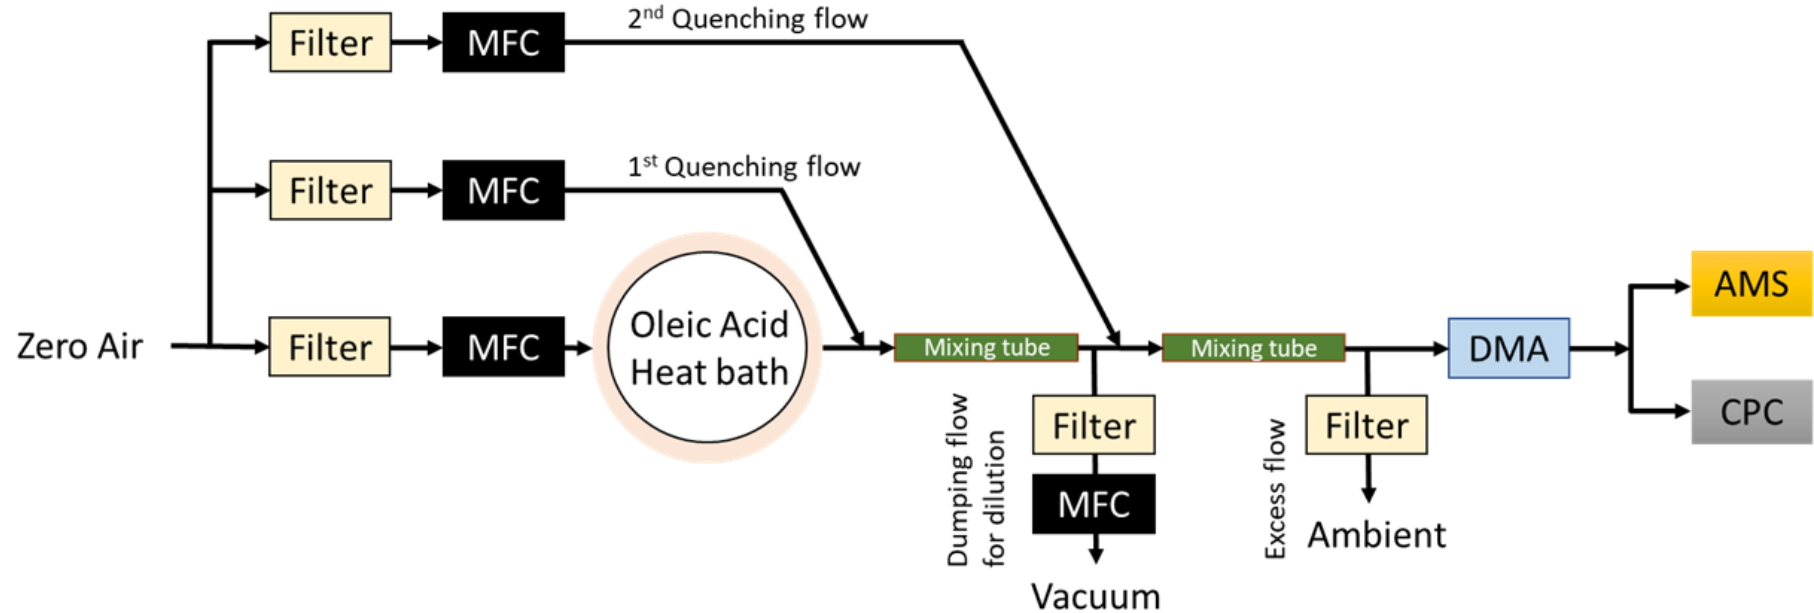 2nd Quenching flow
Filter
MFC
1st Quenching flow
Filter
MFC
Zero Air
Filter
MFC
Oleic Acid
Heat bath
Mixing tube
Mixing tube
DMA
AMS
CPC
Dumping flow
for dilution
Filter
MFC
Vacuum
Excess flow
Filter
Ambient